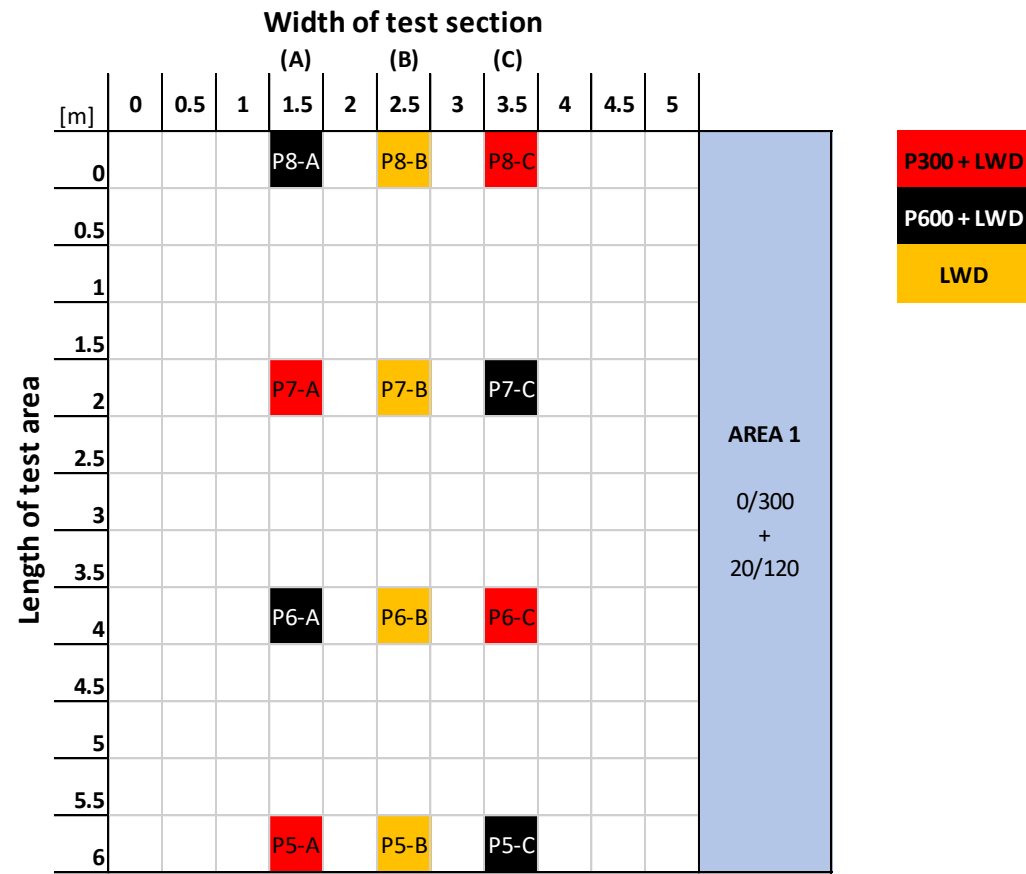 Width of test section
(A) (B) (C)
[m] 0 0.5 1 1.5 2 2.5 3 3.5 4 4.5 5
0 P8-A P8-B P8-C
0.5
1
1.5
2 P7-A P7-B P7-C
2.5
3
3.5
4 P6-A P6-B P6-C
4.5
5
5.5
6 P5-A P5-B P5-C
Length of test area
AREA 1
0/300
+
20/120
P300 + LWD
P600 + LWD
LWD